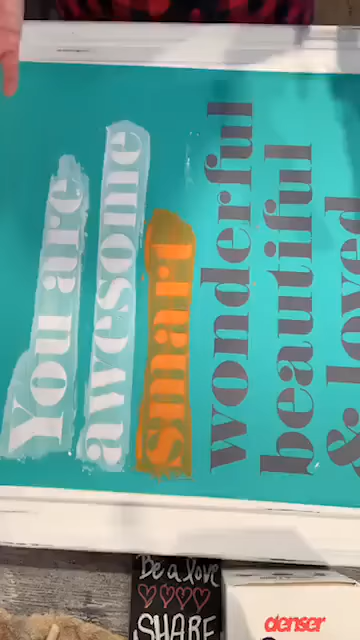 You are
awesome
smart
wonderful
beautiful
& loved
Be a love
SHARE
denser